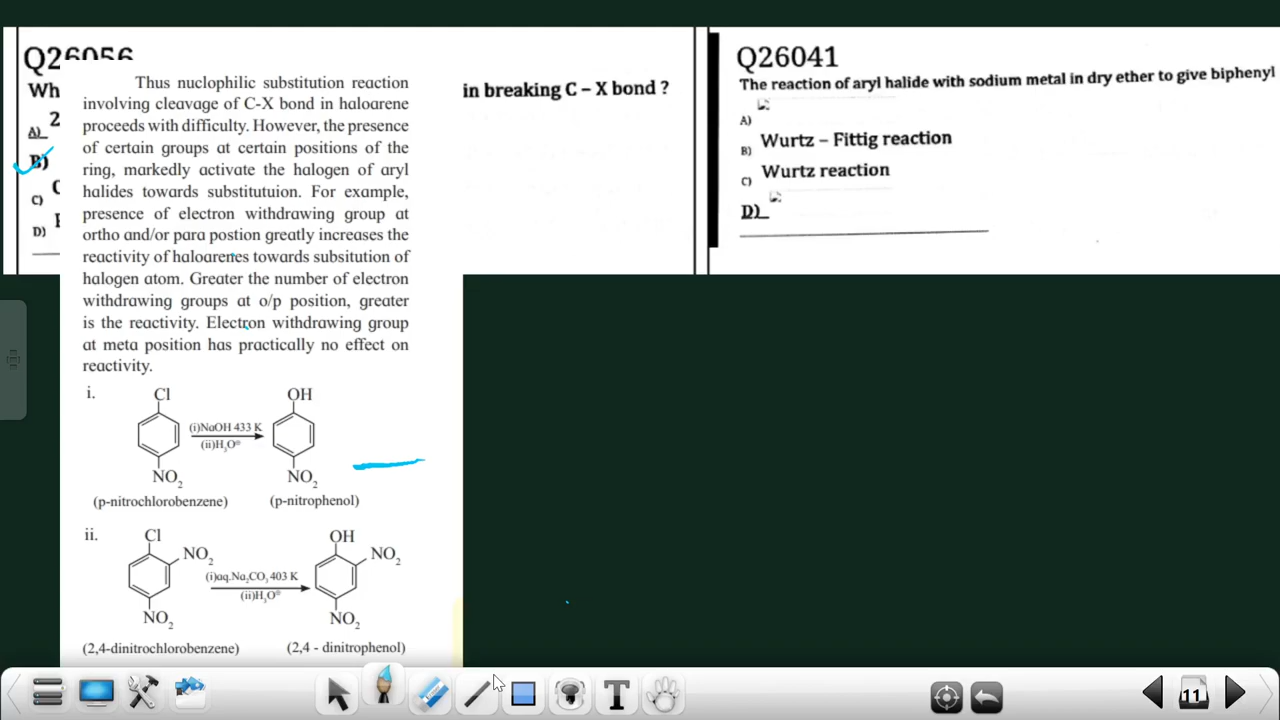 Q26056
Wh
in breaking C – X bond ?
A) 2
B)
C)
D)
Thus nuclophilic substitution reaction
involving cleavage of C-X bond in haloarene
proceeds with difficulty. However, the presence
of certain groups at certain positions of the
ring, markedly activate the halogen of aryl
halides towards substitutuion. For example,
presence of electron withdrawing group at
ortho and/or para postion greatly increases the
reactivity of haloarenes towards subsitution of
halogen atom. Greater the number of electron
withdrawing groups at o/p position, greater
is the reactivity. Electron withdrawing group
at meta position has practically no effect on
reactivity.
i.
Cl
OH
(i)NaOH 433 K
(ii)H₃O⊕
NO₂
NO₂
(p-nitrochlorobenzene)
(p-nitrophenol)
ii.
Cl
OH
NO₂
NO₂
(i)aq.Na₂CO₃ 403 K
(ii)H₃O⊕
NO₂
NO₂
(2,4-dinitrochlorobenzene)
(2,4 - dinitrophenol)
Q26041
The reaction of aryl halide with sodium metal in dry ether to give biphenyl
A)
B) Wurtz – Fittig reaction
C) Wurtz reaction
D)
T
11